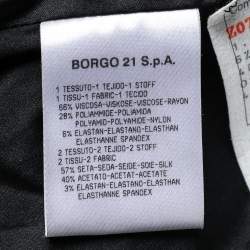 BORGO 21 S.p.A.
1 TESSUTO-1 TEJIDO-1 STOFF
1 TISSU-1 FABRIC-1 TECIDO
66% VISCOSA-VISKOSE-VISCOSE-RAYON
28% POLIAMMIDE-POLIAMIDA
POLYAMID-POLYAMIDE-NYLON
6% ELASTAN-ELASTANO-ELASTHAN
ELASTHANNE SPANDEX
2 TESSUTO-2 TEJIDO-2 STOFF
2 TISSU-2 FABRIC
57% SETA-SEDA-SEIDE-SOIE-SILK
40% ACETATO-ACETAT-ACETATE
3% ELASTAN-ELASTANO-ELASTHAN
ELASTHANNE SPANDEX